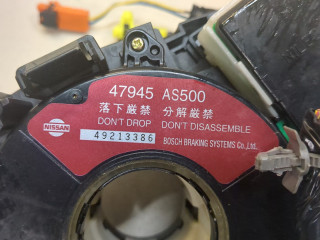 47945 AS500
落下厳禁 分解厳禁
DON'T DROP DON'T DISASSEMBLE
NISSAN
49213386
BOSCH BRAKING SYSTEMS Co.,Ltd.